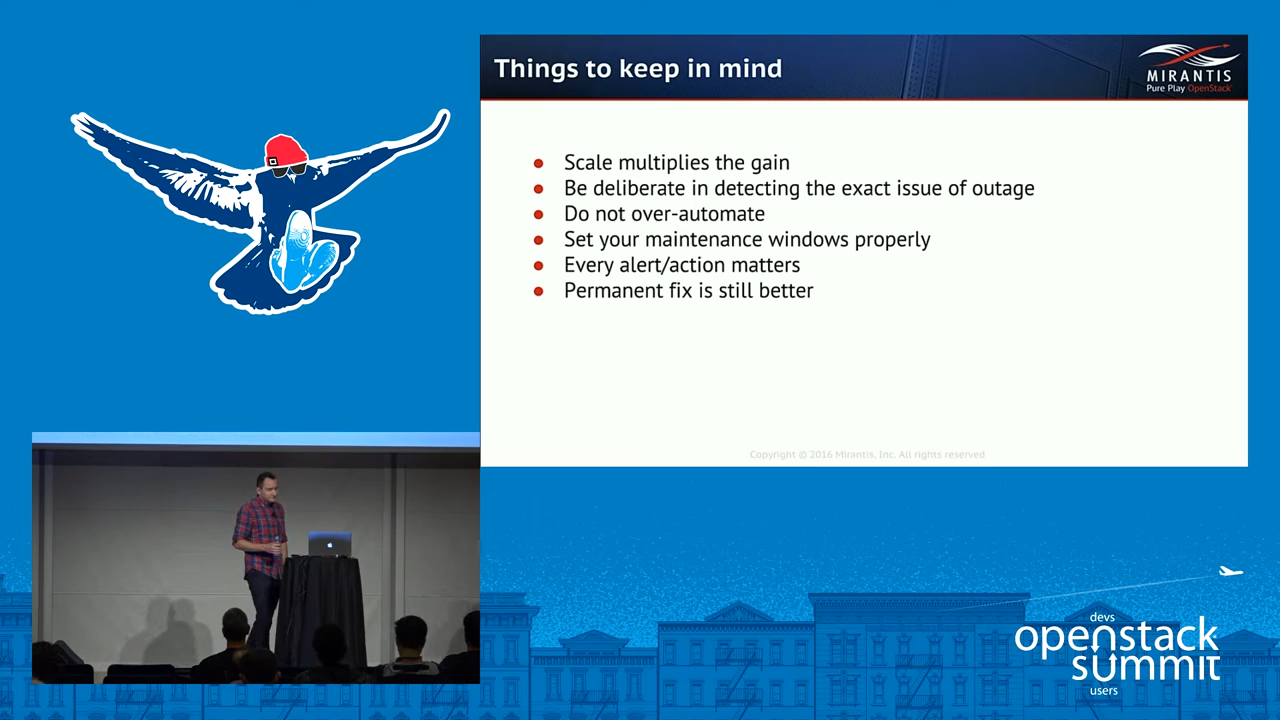 Things to keep in mind
MIRANTIS
Pure Play OpenStack
Scale multiplies the gain
Be deliberate in detecting the exact issue of outage
Do not over-automate
Set your maintenance windows properly
Every alert/action matters
Permanent fix is still better
Copyright © 2016 Mirantis, Inc. All rights reserved
devs
openstack
summit
users